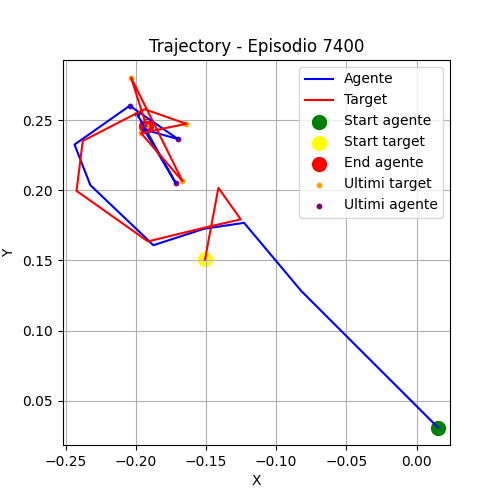 Trajectory - Episodio 7400
Agente
Target
Start agente
Start target
End agente
Ultimi target
Ultimi agente
Y
0.25
0.20
0.15
0.10
0.05
−0.25
−0.20
−0.15
−0.10
−0.05
0.00
X